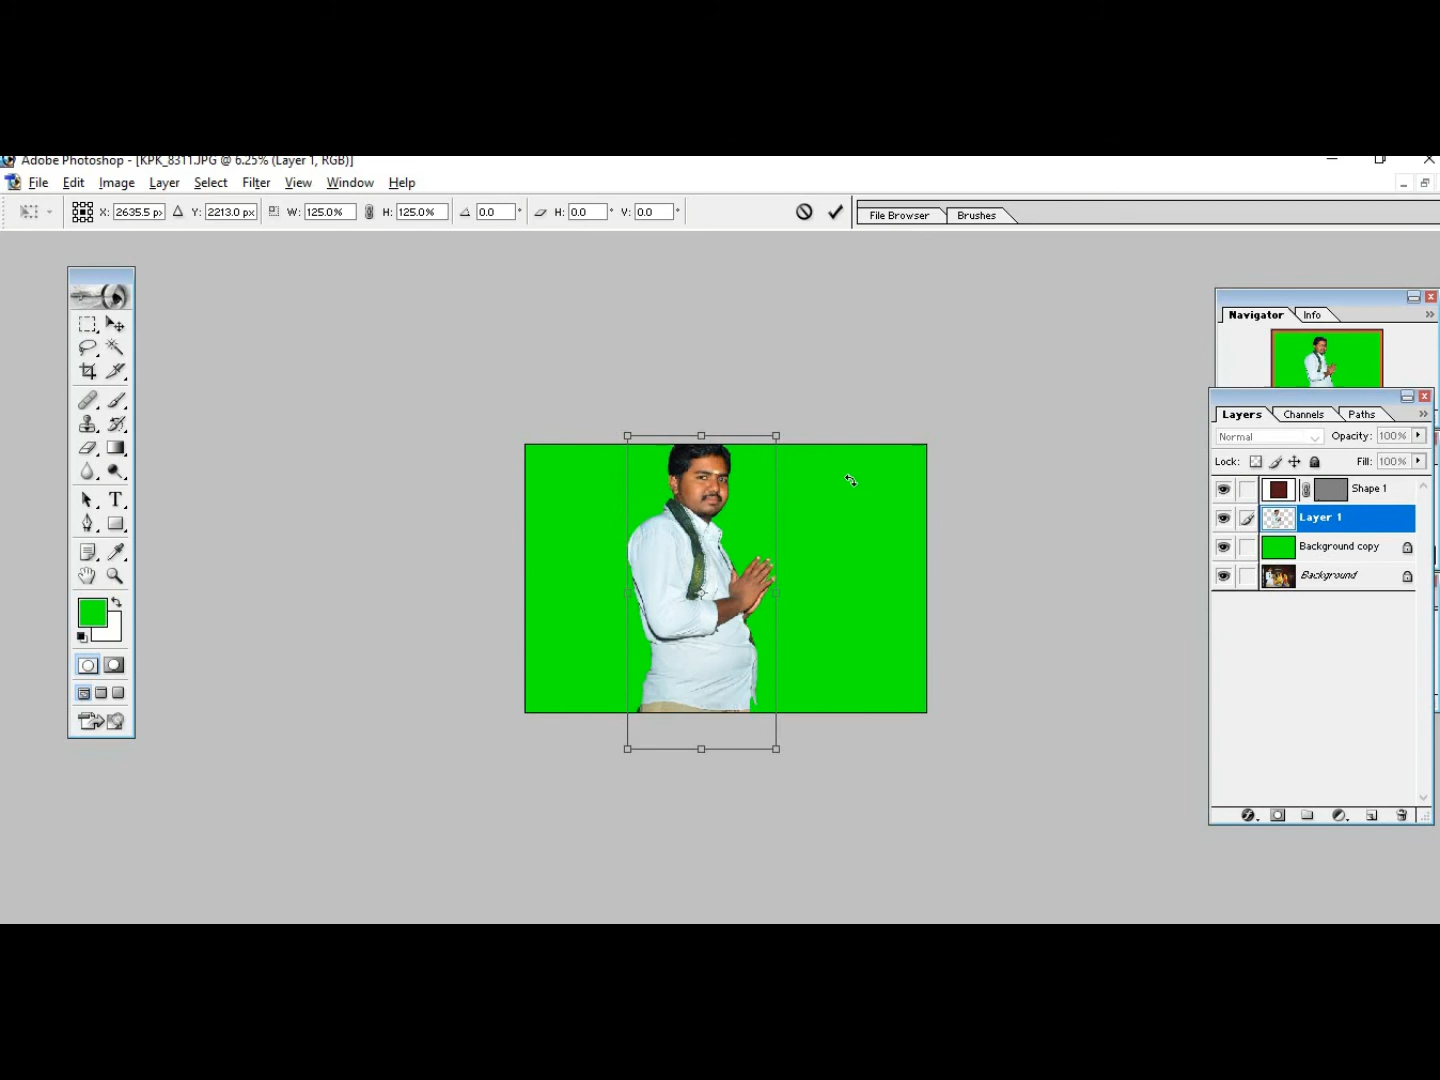 Adobe Photoshop - [KPK_8311.JPG @ 6.25% (Layer 1, RGB)]
File Edit Image Layer Select Filter View Window Help
X: 2635.5 px Y: 2213.0 px W: 125.0% H: 125.0% 0.0 ° H: 0.0 ° V: 0.0 ° File Browser Brushes
Navigator Info
Layers Channels Paths
Normal Opacity: 100%
Lock: Fill: 100%
Shape 1
Layer 1
Background copy
Background
T